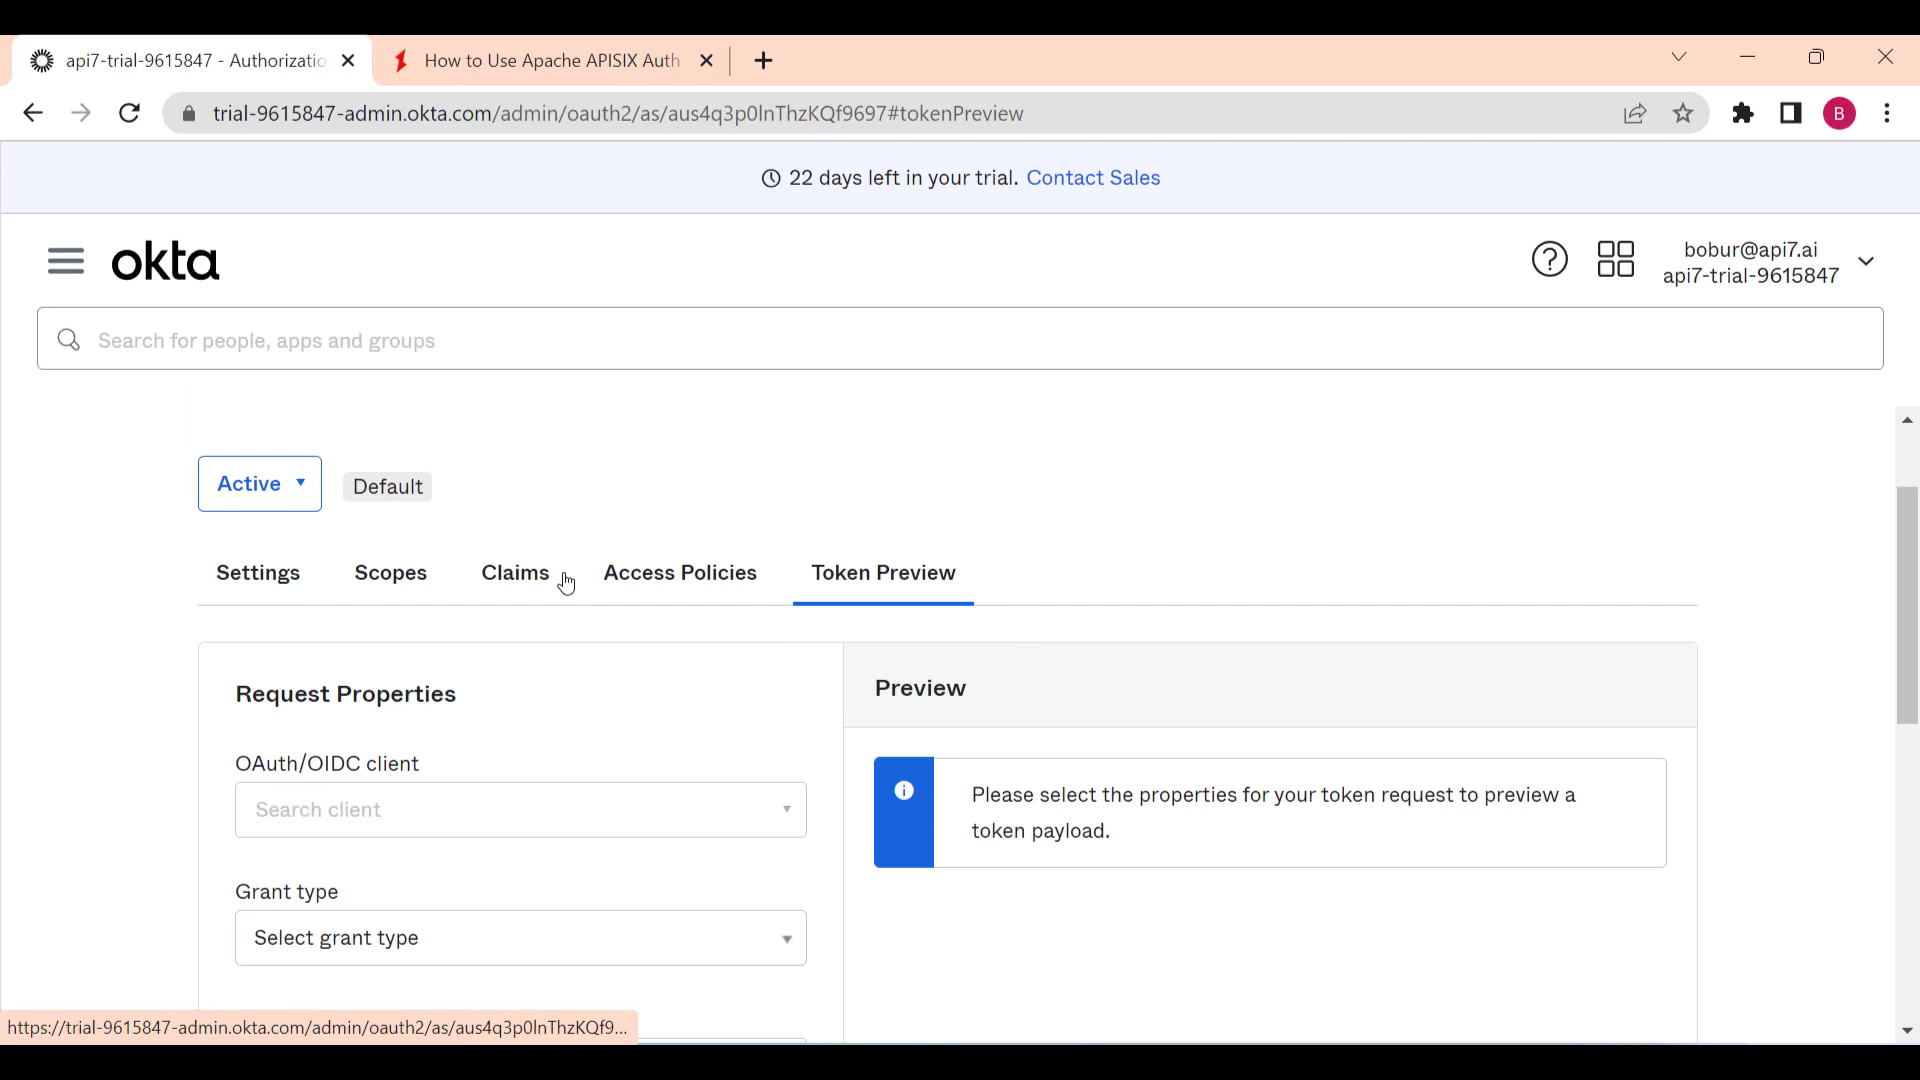 api7-trial-9615847 - Authorizatio
How to Use Apache APISIX Auth
trial-9615847-admin.okta.com/admin/oauth2/as/aus4q3p0lnThzKQf9697#tokenPreview
B
22 days left in your trial. Contact Sales
okta
bobur@api7.ai
api7-trial-9615847
Search for people, apps and groups
Active
Default
Settings
Scopes
Claims
Access Policies
Token Preview
Request Properties
OAuth/OIDC client
Search client
Grant type
Select grant type
Preview
Please select the properties for your token request to preview a
token payload.
https://trial-9615847-admin.okta.com/admin/oauth2/as/aus4q3p0lnThzKQf9...